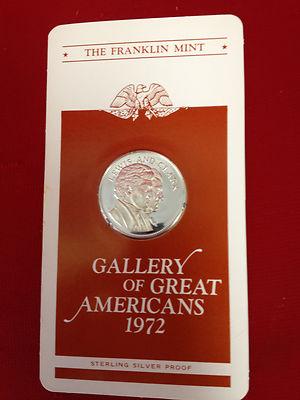 THE FRANKLIN MINT
LEWIS AND CLARK
GALLERY
OF GREAT
AMERICANS
1972
STERLING SILVER PROOF